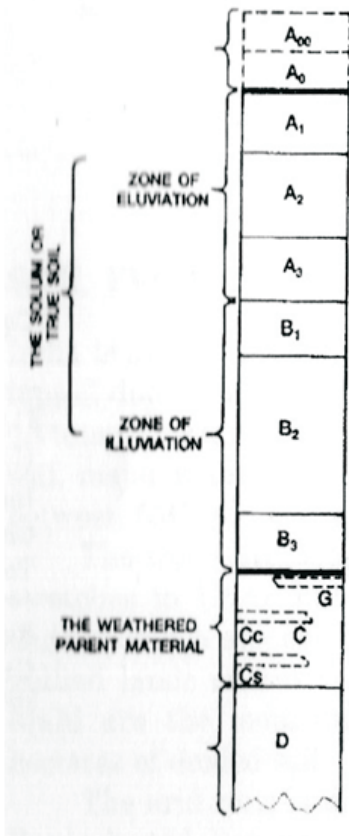 A₀₀
A₀
A₁
ZONE OF
ELUVIATION
A₂
THE SOLUM OR
TRUE SOIL
A₃
B₁
ZONE OF
ILLUVIATION
B₂
B₃
G
THE WEATHERED
PARENT MATERIAL
Cc C
Cs
D